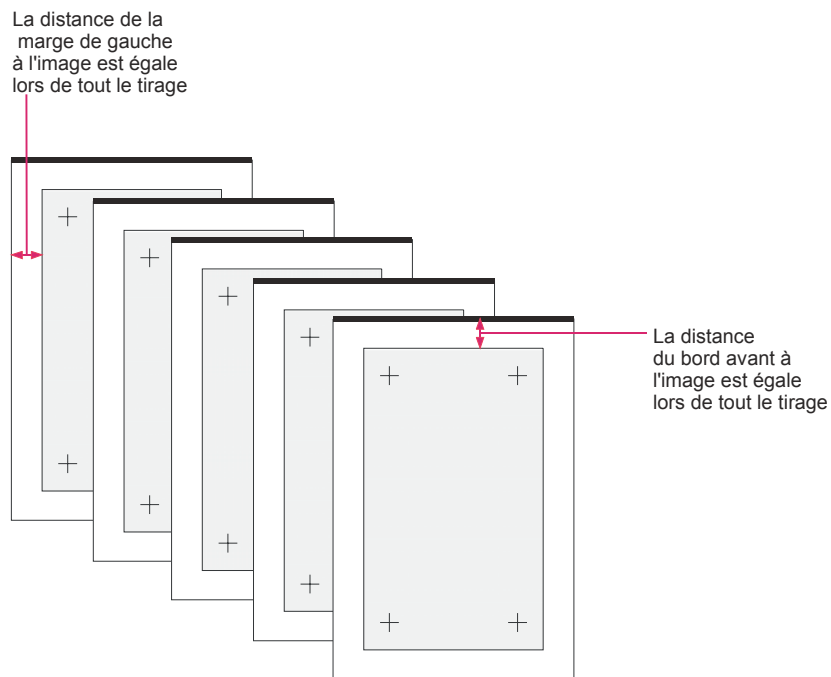 La distance de la
marge de gauche
à l'image est égale
lors de tout le tirage
La distance
du bord avant à
l'image est égale
lors de tout le tirage